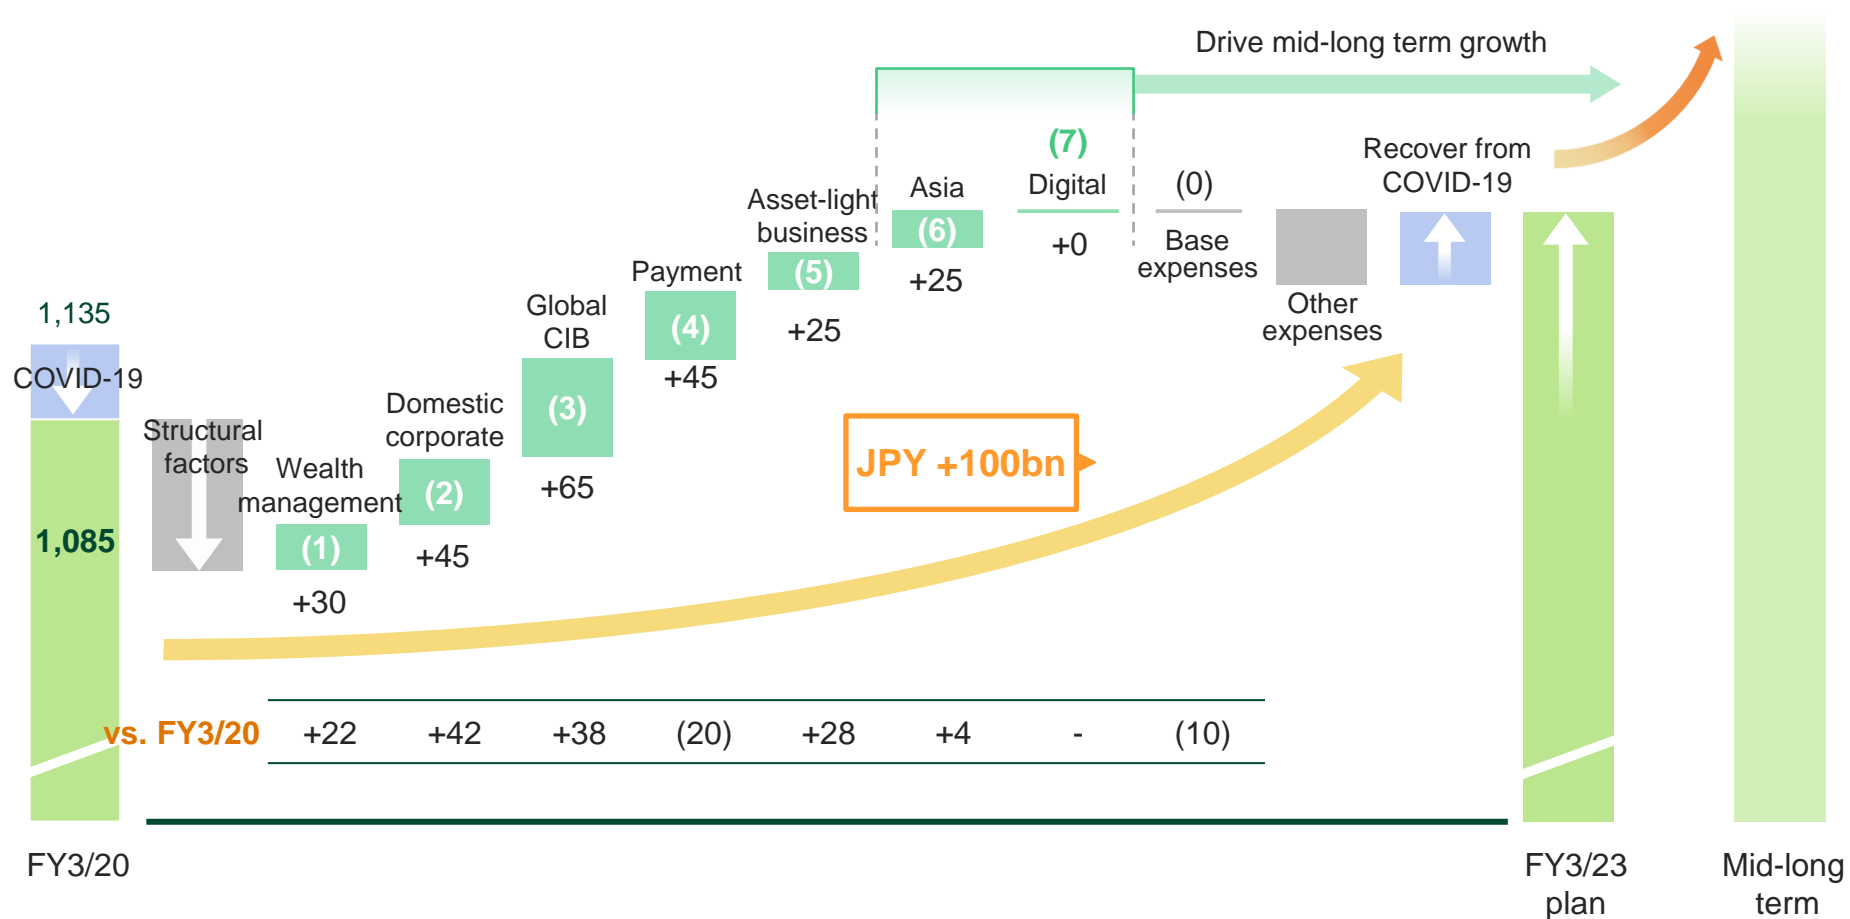 Drive mid-long term growth
1,135
COVID-19
1,085
FY3/20
Structural
factors
Wealth
management
(1)
+30
Domestic
corporate
(2)
+45
Global
CIB
(3)
+65
Payment
(4)
+45
Asset-light
business
(5)
+25
Asia
(6)
+25
(7)
Digital
+0
(0)
Base
expenses
Other
expenses
Recover from
COVID-19
JPY +100bn
vs. FY3/20
+22
+42
+38
(20)
+28
+4
-
(10)
FY3/23
plan
Mid-long
term